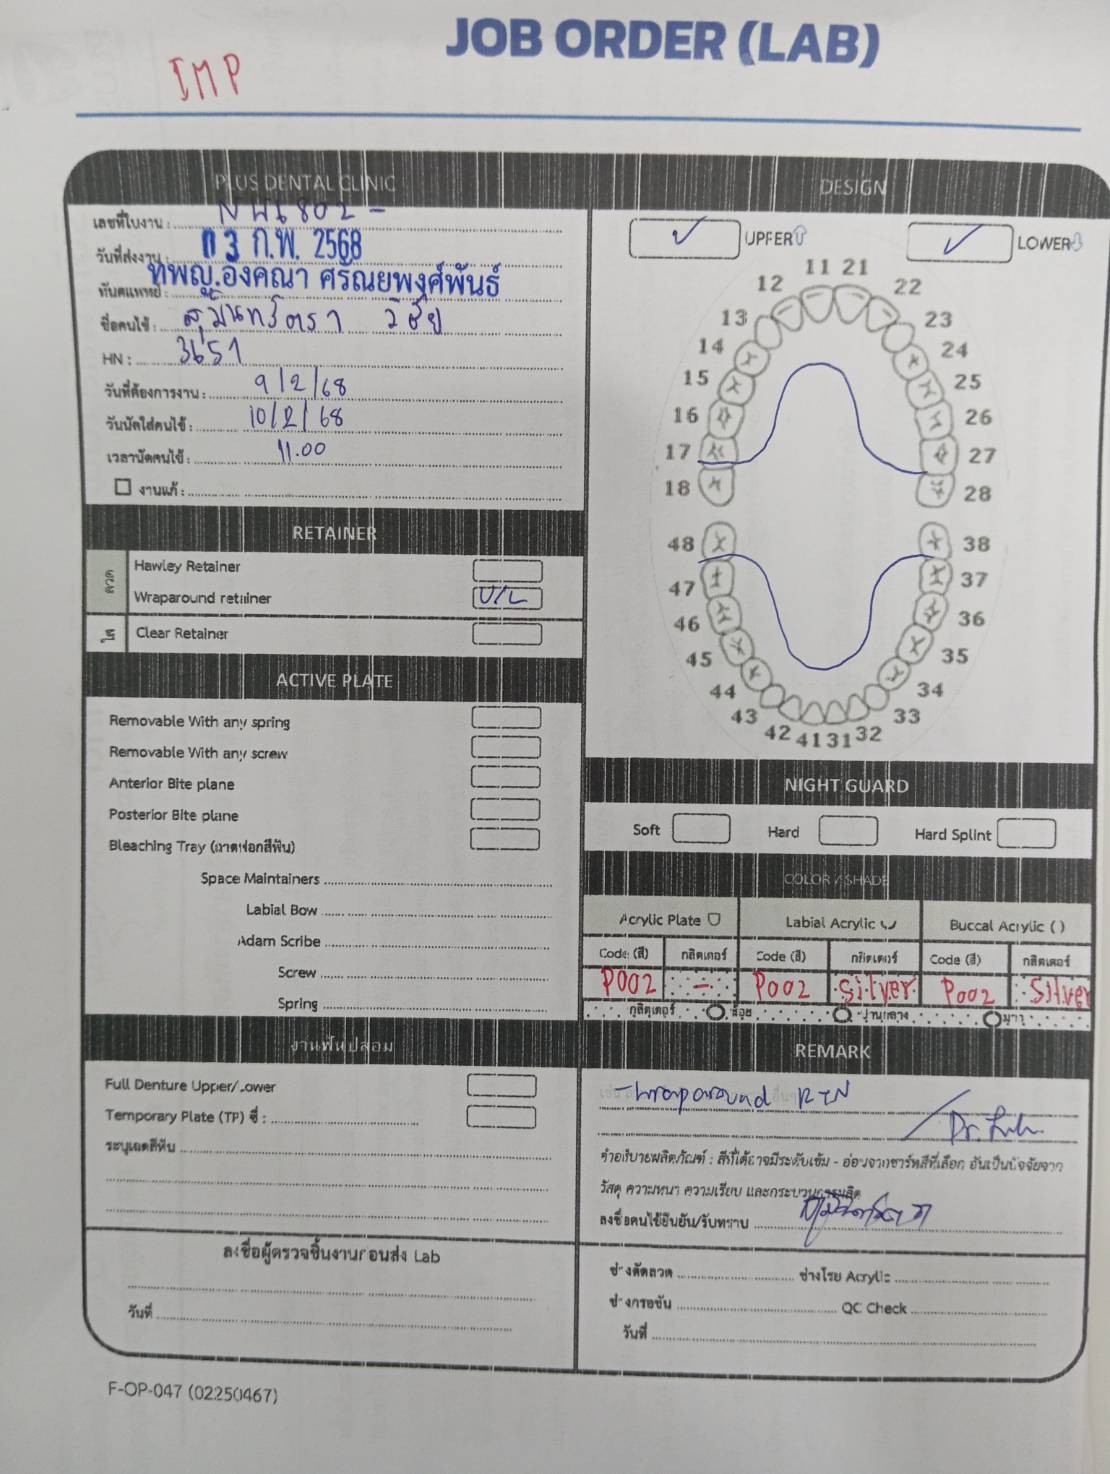 JOB ORDER (LAB)
IMP
PLUS DENTAL CLINIC
เลขที่ใบงาน :
วันที่ส่งงาน 03 ก.พ. 2568
ทันตแพทย์: ทพญ.อังคณา ศรัณยพงศ์พันธ์
ชื่อคนไข้ : สุมินทร์ตรา วิชัย
HN : 3651
วันที่ต้องการงาน : 9/2/68
วันนัดใส่คนไข้ : 10/2/68
เวลานัดคนไข้ : 11.00
งานแก้ :
DESIGN
UPPER LOWER
11 21
12 22
13 23
14 24
15 25
16 26
17 27
18 28
48 38
47 37
46 36
45 35
44 34
43 33
42 41 31 32
RETAINER
ลวด
Hawley Retainer
Wraparound retainer U/L
ใส
Clear Retainer
ACTIVE PLATE
Removable With any spring
Removable With any screw
Anterior Bite plane
Posterior Bite plane
Bleaching Tray (ถาดฟอกสีฟัน)
Space Maintainers
Labial Bow
Adam Scribe
Screw
Spring
NIGHT GUARD
Soft Hard Hard Splint
COLOR / SHADE
Acrylic Plate Labial Acrylic Buccal Acrylic ( )
Code (สี) กลิตเตอร์ Code (สี) กลิตเตอร์ Code (สี) กลิตเตอร์
P002 - P002 Silver P002 Silver
กลิตเตอร์ น้อย ปานกลาง มาก
งานฟันปลอม
Full Denture Upper/Lower
Temporary Plate (TP) ซี่ :
ระบุเฉดสีฟัน
REMARK
- Wraparound RTN
คำอธิบายผลิตภัณฑ์ : สีที่ได้อาจมีระดับเข้ม - อ่อนจากชาร์ทสีที่เลือก อันเป็นปัจจัยจาก
วัสดุ ความหนา ความเรียบ และกระบวนการผลิต
ลงชื่อคนไข้ยืนยัน/รับทราบ
ลงชื่อผู้ตรวจชิ้นงานก่อนส่ง Lab
วันที่
ช่างดัดลวด ช่างโรย Acrylic
ช่างกรอขัด QC Check
วันที่
F-OP-047 (02250467)